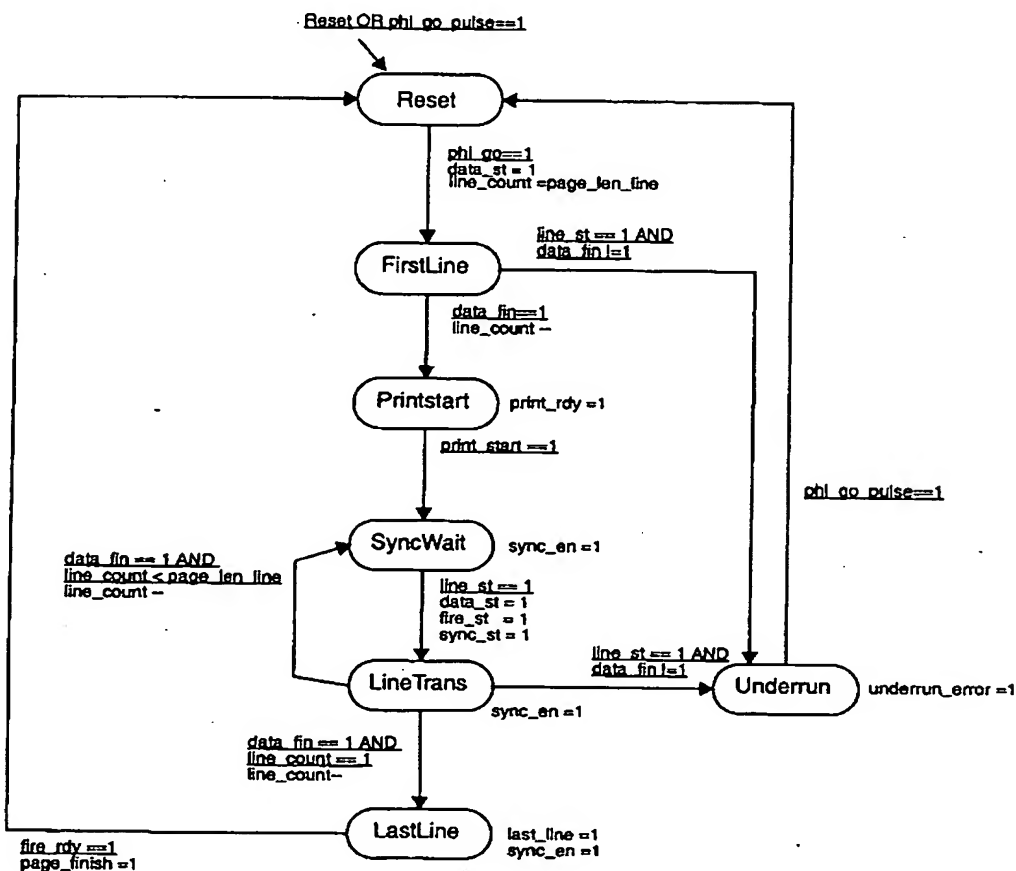 Reset OR phi_go_pulse==1
Reset
phi_go==1
data_st = 1
line_count =page_len_line
line_st == 1 AND
data_fin !=1
FirstLine
data_fin==1
line_count --
Printstart
print_rdy =1
print_start ==1
phi_go_pulse==1
SyncWait
sync_en =1
data_fin == 1 AND
line_count < page_len_line
line_count --
line_st == 1
data_st = 1
fire_st = 1
sync_st = 1
line_st == 1 AND
data_fin !=1
LineTrans
sync_en =1
Underrun
underrun_error =1
data_fin == 1 AND
line_count == 1
line_count--
LastLine
last_line =1
sync_en =1
fire_rdy ==1
page_finish =1